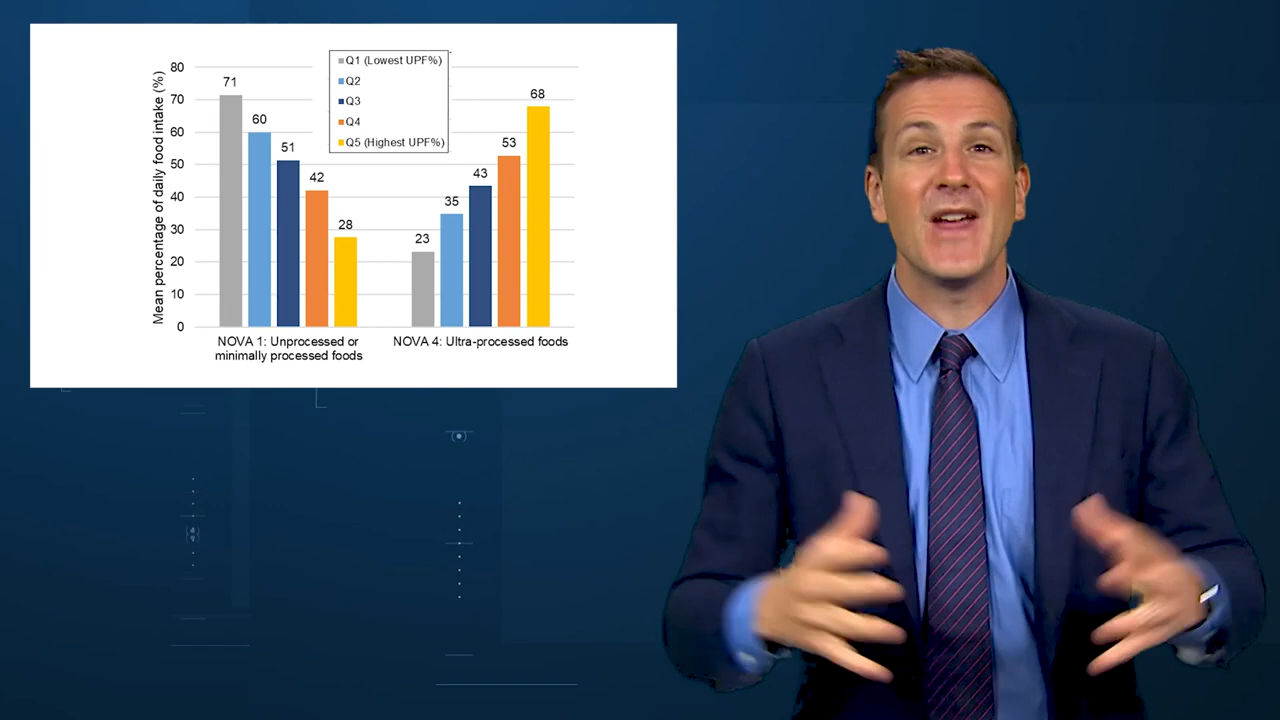 Mean percentage of daily food intake (%)
80
70
60
50
40
30
20
10
0
Q1 (Lowest UPF%)
Q2
Q3
Q4
Q5 (Highest UPF%)
71
60
51
42
28
23
35
43
53
68
NOVA 1: Unprocessed or
minimally processed foods
NOVA 4: Ultra-processed foods